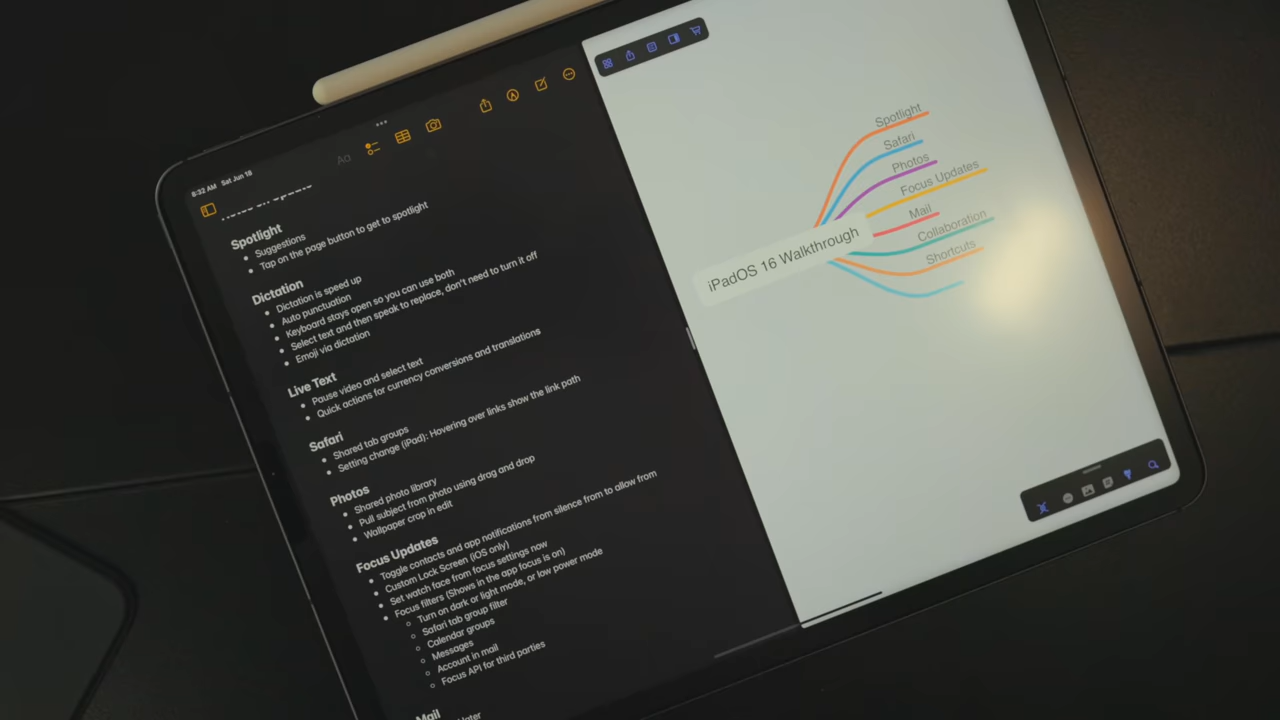 8:32 AM Sat Jun 18
Aa
Spotlight
Suggestions
Tap on the page button to get to spotlight
Dictation
Dictation is speed up
Auto punctuation
Keyboard stays open so you can use both
Select text and then speak to replace, don't need to turn it off
Emoji via dictation
Live Text
Pause video and select text
Quick actions for currency conversions and translations
Safari
Shared tab groups
Setting change (iPad): Hovering over links show the link path
Photos
Shared photo library
Pull subject from photo using drag and drop
Wallpaper crop in edit
Focus Updates
Toggle contacts and app notifications from silence from to allow from
Custom Lock Screen (iOS only)
Set watch face from focus settings now
Focus filters (Shows in the app focus is on)
Turn on dark or light mode, or low power mode
Safari tab group filter
Calendar groups
Messages
Account in mail
Focus API for third parties
Mail
iPadOS 16 Walkthrough
Spotlight
Safari
Photos
Focus Updates
Mail
Collaboration
Shortcuts